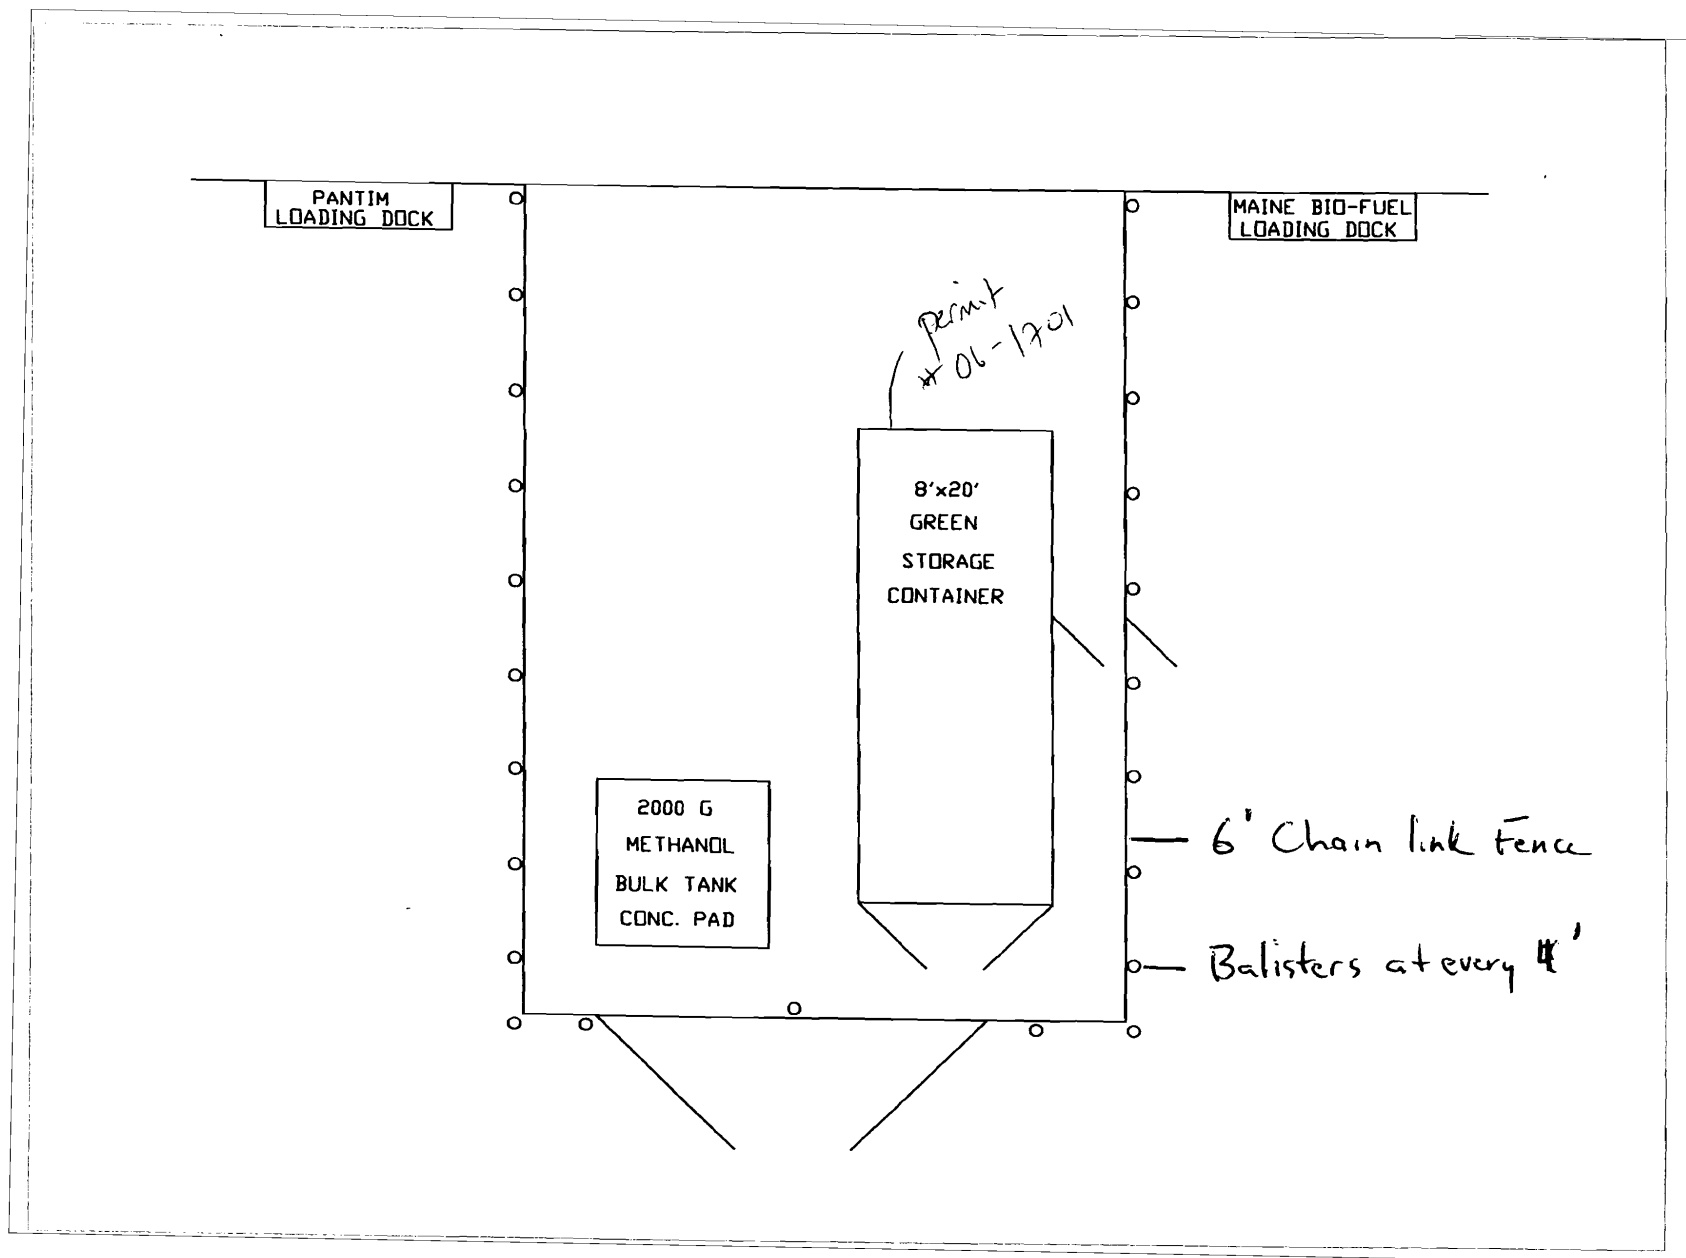 PANTIM
LOADING DOCK
MAINE BIO-FUEL
LOADING DOCK
permit
# 06-1701
8'x20'
GREEN
STORAGE
CONTAINER
2000 G
METHANOL
BULK TANK
CONC. PAD
6' Chain link Fence
Balisters at every 4'